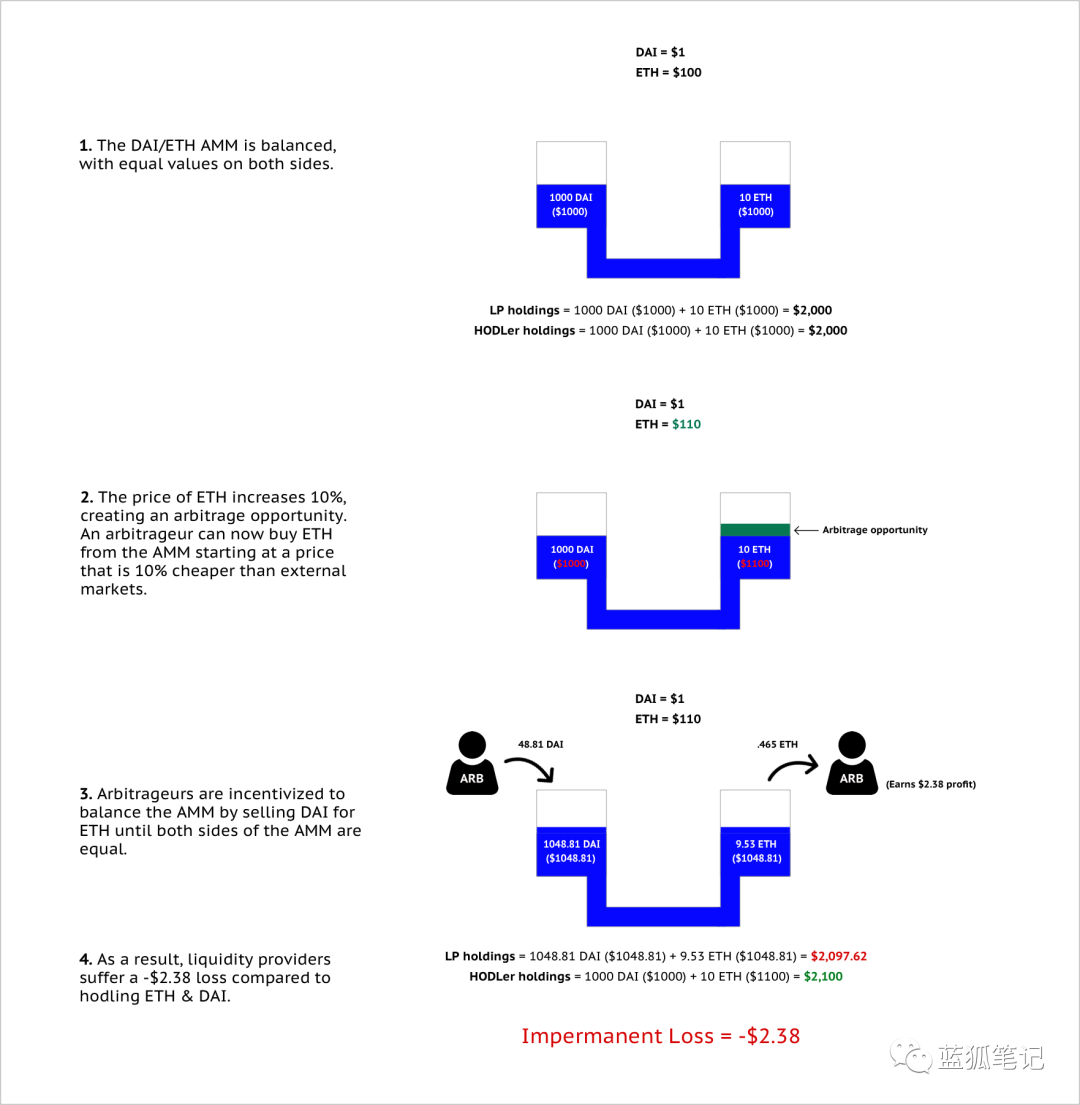 DAI = $1
ETH = $100
1. The DAI/ETH AMM is balanced,
with equal values on both sides.
1000 DAI
($1000)
10 ETH
($1000)
LP holdings = 1000 DAI ($1000) + 10 ETH ($1000) = $2,000
HODLer holdings = 1000 DAI ($1000) + 10 ETH ($1000) = $2,000
DAI = $1
ETH = $110
2. The price of ETH increases 10%,
creating an arbitrage opportunity.
An arbitrageur can now buy ETH
from the AMM starting at a price
that is 10% cheaper than external
markets.
1000 DAI
($1000)
10 ETH
($1100)
Arbitrage opportunity
DAI = $1
ETH = $110
48.81 DAI
.465 ETH
ARB
ARB
(Earns $2.38 profit)
3. Arbitrageurs are incentivized to
balance the AMM by selling DAI for
ETH until both sides of the AMM are
equal.
1048.81 DAI
($1048.81)
9.53 ETH
($1048.81)
4. As a result, liquidity providers
suffer a -$2.38 loss compared to
hodling ETH & DAI.
LP holdings = 1048.81 DAI ($1048.81) + 9.53 ETH ($1048.81) = $2,097.62
HODLer holdings = 1000 DAI ($1000) + 10 ETH ($1100) = $2,100
Impermanent Loss = -$2.38
蓝狐笔记